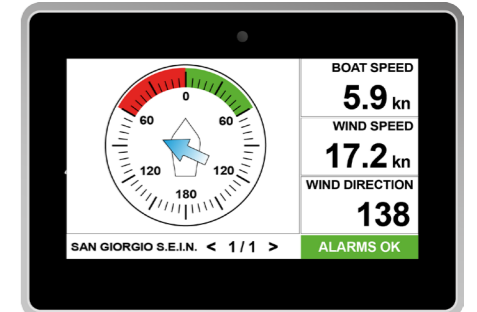 BOAT SPEED
5.9 kn
WIND SPEED
17.2 kn
WIND DIRECTION
138
0
60 60
120 120
180
SAN GIORGIO S.E.I.N. < 1/1 >
ALARMS OK